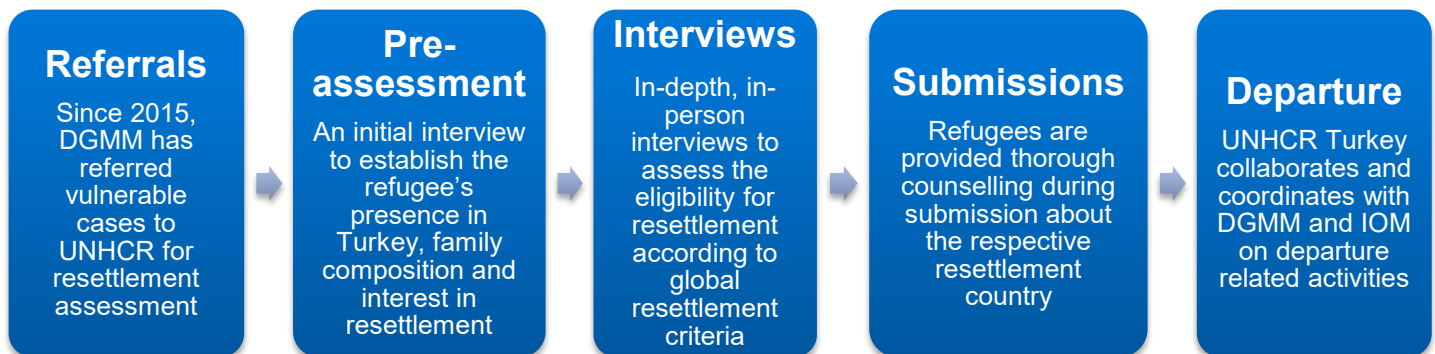 Referrals
Since 2015,
DGMM has
referred
vulnerable
cases to
UNHCR for
resettlement
assessment
Pre-
assessment
An initial interview
to establish the
refugee’s
presence in
Turkey, family
composition and
interest in
resettlement
Interviews
In-depth, in-
person
interviews to
assess the
eligibility for
resettlement
according to
global
resettlement
criteria
Submissions
Refugees are
provided thorough
counselling during
submission about
the respective
resettlement
country
Departure
UNHCR Turkey
collaborates and
coordinates with
DGMM and IOM
on departure
related activities